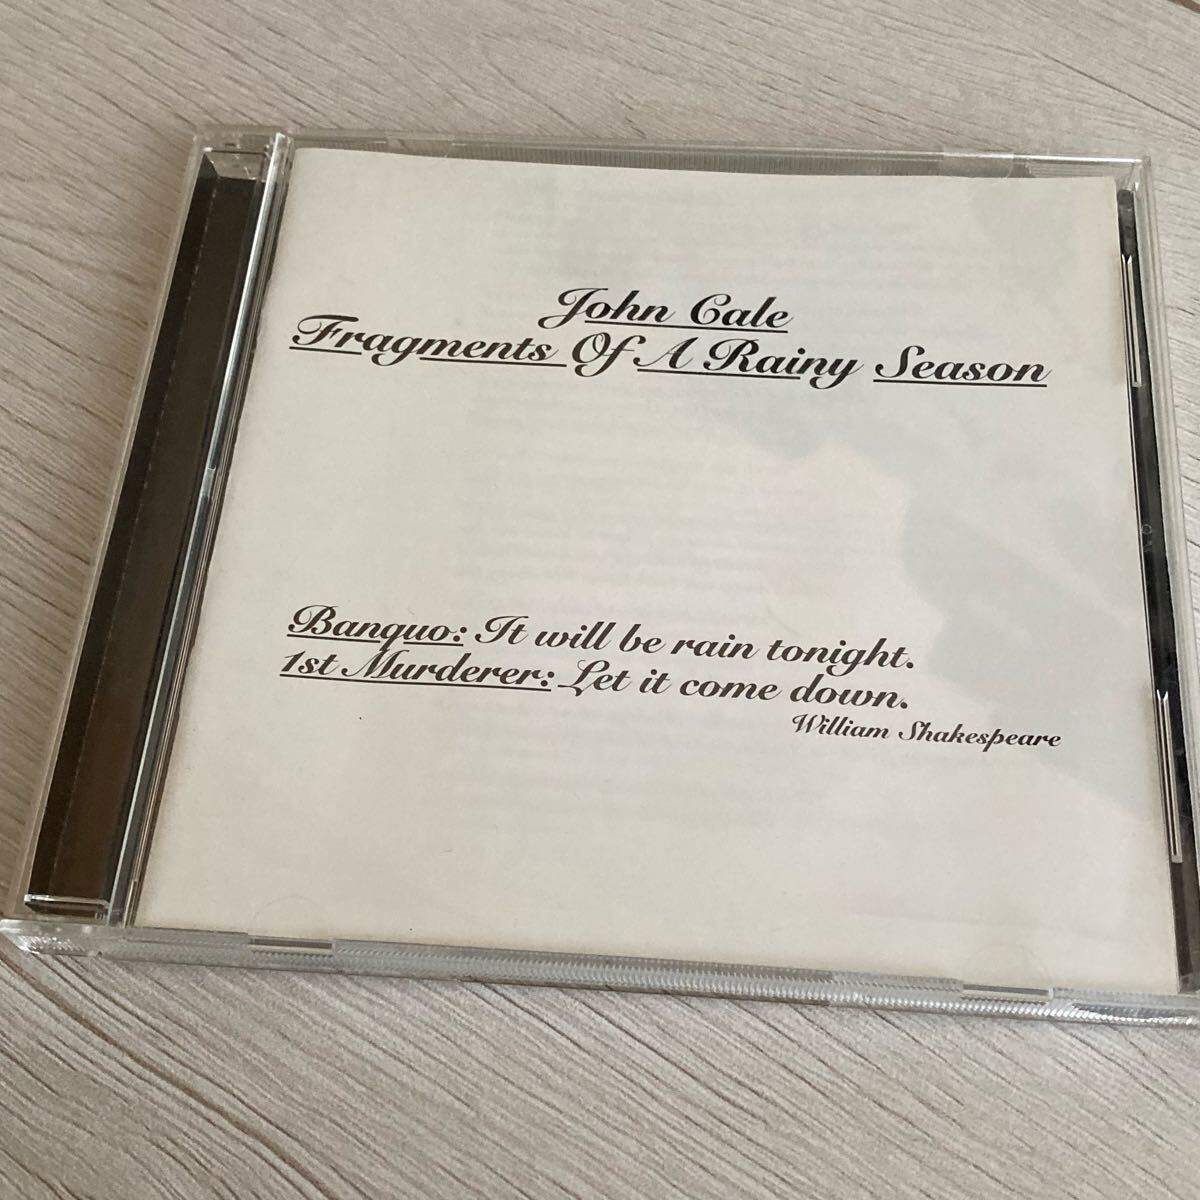 John Cale
Fragments Of A Rainy Season
Banquo: It will be rain tonight.
1st Murderer: Let it come down.
William Shakespeare